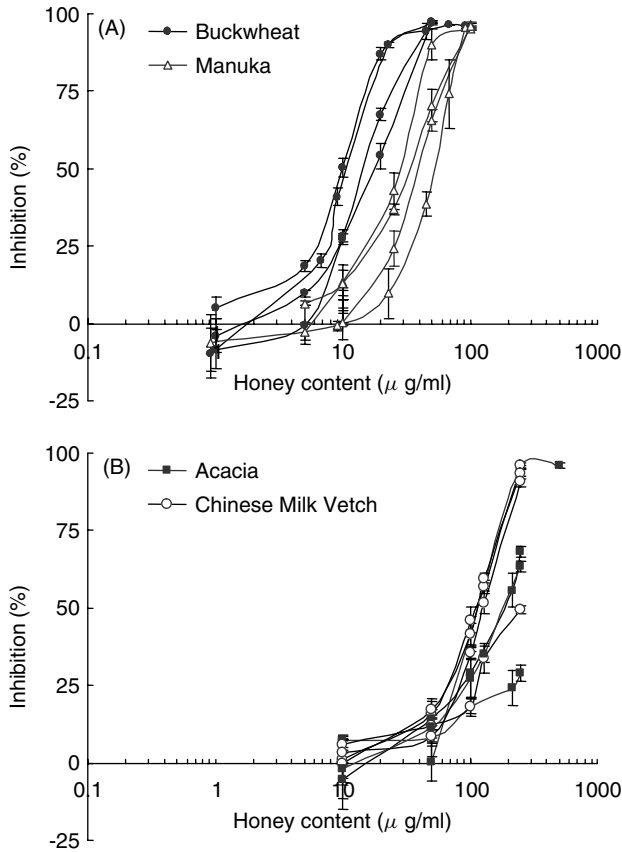 100
(A)
Buckwheat
Manuka
75
50
25
0
-25
Inhibition (%)
0.1
1
10
100
1000
Honey content (μ g/ml)
100
(B)
Acacia
Chinese Milk Vetch
75
50
25
0
-25
Inhibition (%)
0.1
1
10
100
1000
Honey content (μ g/ml)